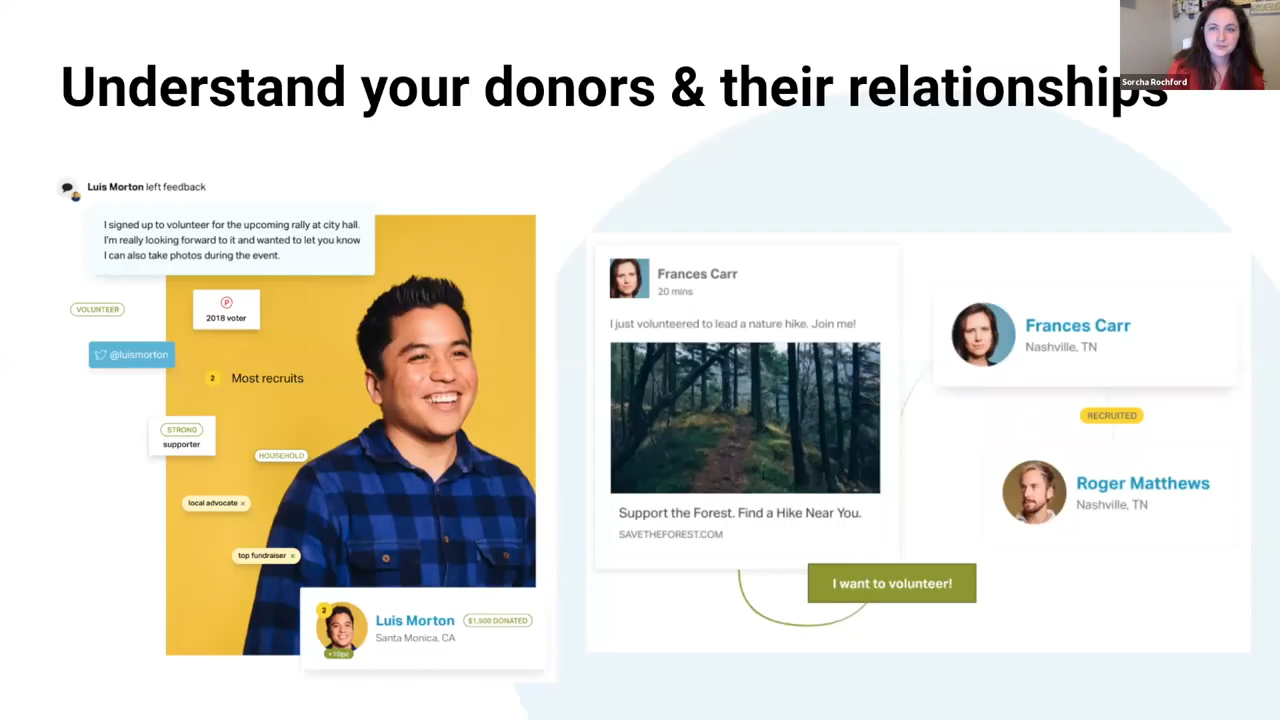 Understand your donors & their relationships
Sorcha Rochford
Luis Morton left feedback
I signed up to volunteer for the upcoming rally at city hall.
I'm really looking forward to it and wanted to let you know
I can also take photos during the event.
VOLUNTEER
P
2018 voter
@luismorton
2
Most recruits
STRONG
supporter
HOUSEHOLD
local advocate ×
top fundraiser ×
2
Luis Morton
$1,500 DONATED
Santa Monica, CA
+10pc
Frances Carr
20 mins
I just volunteered to lead a nature hike. Join me!
Support the Forest. Find a Hike Near You.
SAVETHEFOREST.COM
I want to volunteer!
Frances Carr
Nashville, TN
RECRUITED
Roger Matthews
Nashville, TN